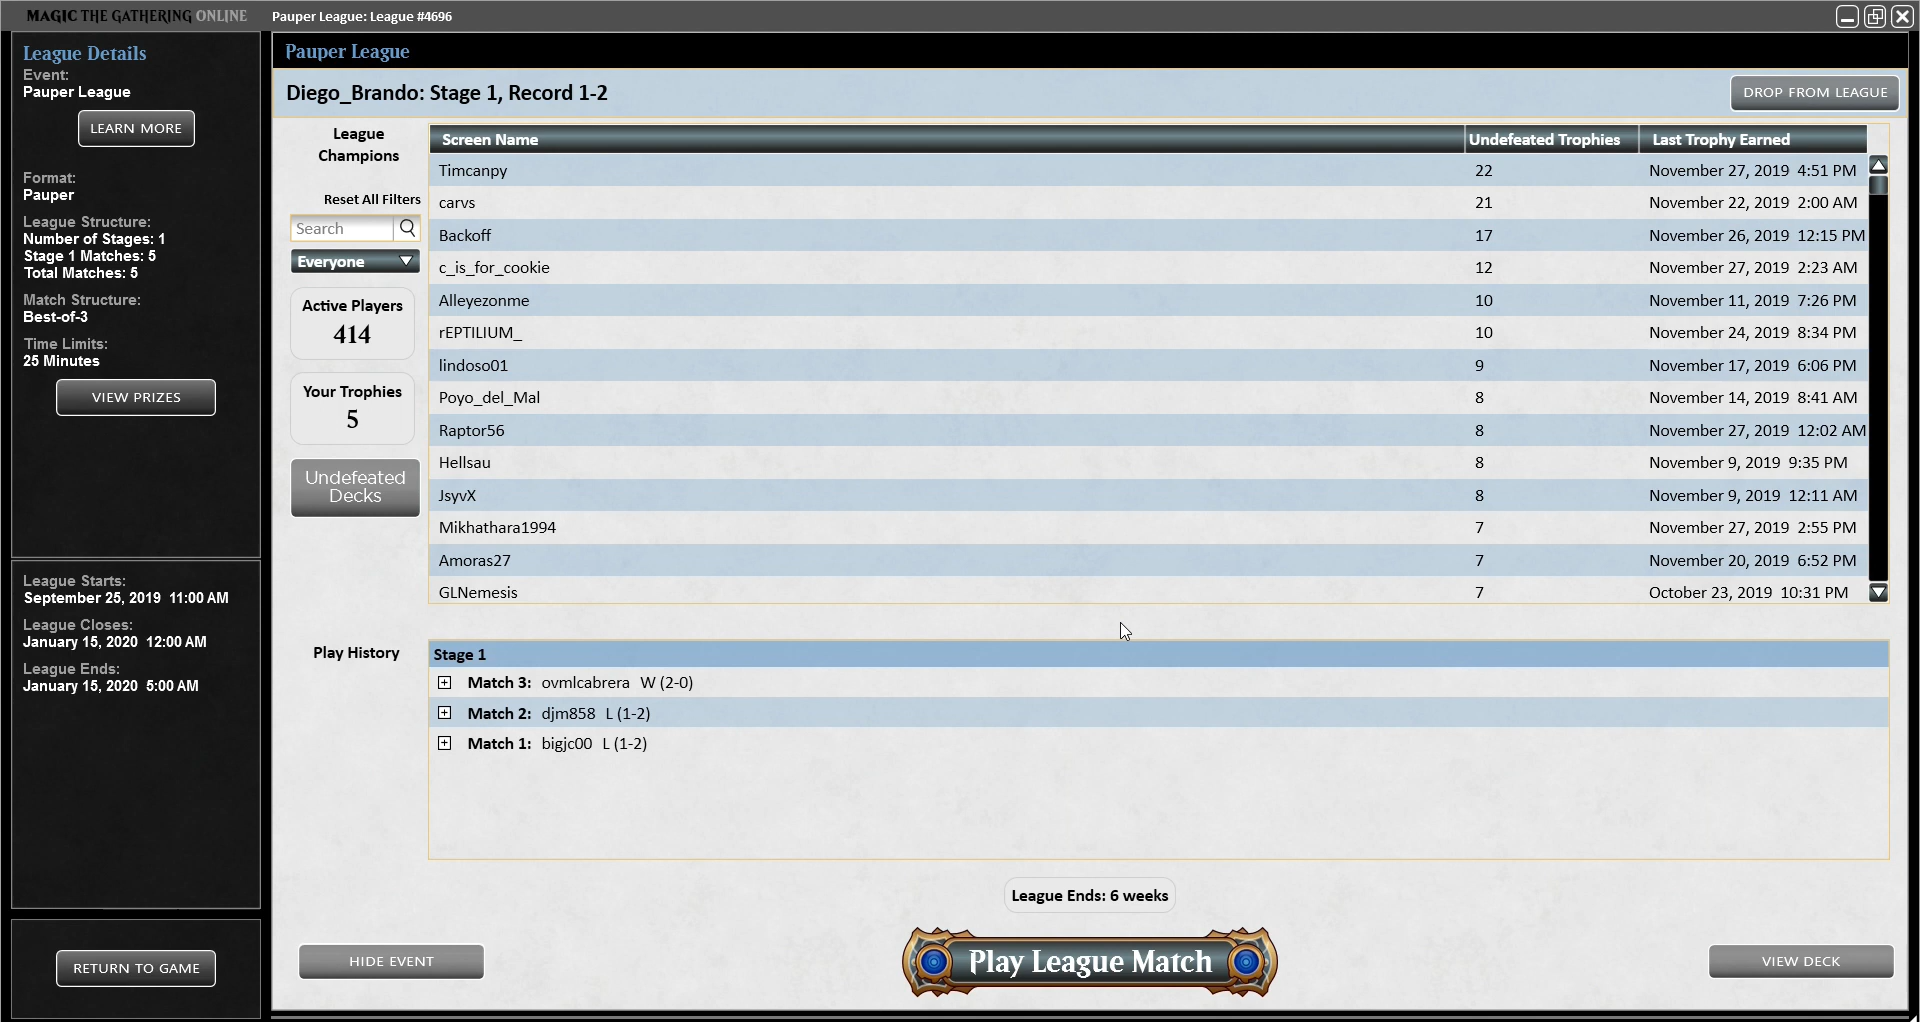 MAGIC THE GATHERING ONLINE
Pauper League: League #4696
League Details
Event:
Pauper League
LEARN MORE
Format:
Pauper
League Structure:
Number of Stages: 1
Stage 1 Matches: 5
Total Matches: 5
Match Structure:
Best-of-3
Time Limits:
25 Minutes
VIEW PRIZES
League Starts:
September 25, 2019 11:00 AM
League Closes:
January 15, 2020 12:00 AM
League Ends:
January 15, 2020 5:00 AM
RETURN TO GAME
Pauper League
Diego_Brando: Stage 1, Record 1-2
DROP FROM LEAGUE
League
Champions
Reset All Filters
Search
Everyone
Active Players
414
Your Trophies
5
Undefeated
Decks
Screen Name Undefeated Trophies Last Trophy Earned
Timcanpy 22 November 27, 2019 4:51 PM
carvs 21 November 22, 2019 2:00 AM
Backoff 17 November 26, 2019 12:15 PM
c_is_for_cookie 12 November 27, 2019 2:23 AM
Alleyezonme 10 November 11, 2019 7:26 PM
rEPTILIUM_ 10 November 24, 2019 8:34 PM
lindoso01 9 November 17, 2019 6:06 PM
Poyo_del_Mal 8 November 14, 2019 8:41 AM
Raptor56 8 November 27, 2019 12:02 AM
Hellsau 8 November 9, 2019 9:35 PM
JsyvX 8 November 9, 2019 12:11 AM
Mikhathara1994 7 November 27, 2019 2:55 PM
Amoras27 7 November 20, 2019 6:52 PM
GLNemesis 7 October 23, 2019 10:31 PM
Play History
Stage 1
Match 3: ovmlcabrera W (2-0)
Match 2: djm858 L (1-2)
Match 1: bigjc00 L (1-2)
League Ends: 6 weeks
HIDE EVENT
Play League Match
VIEW DECK